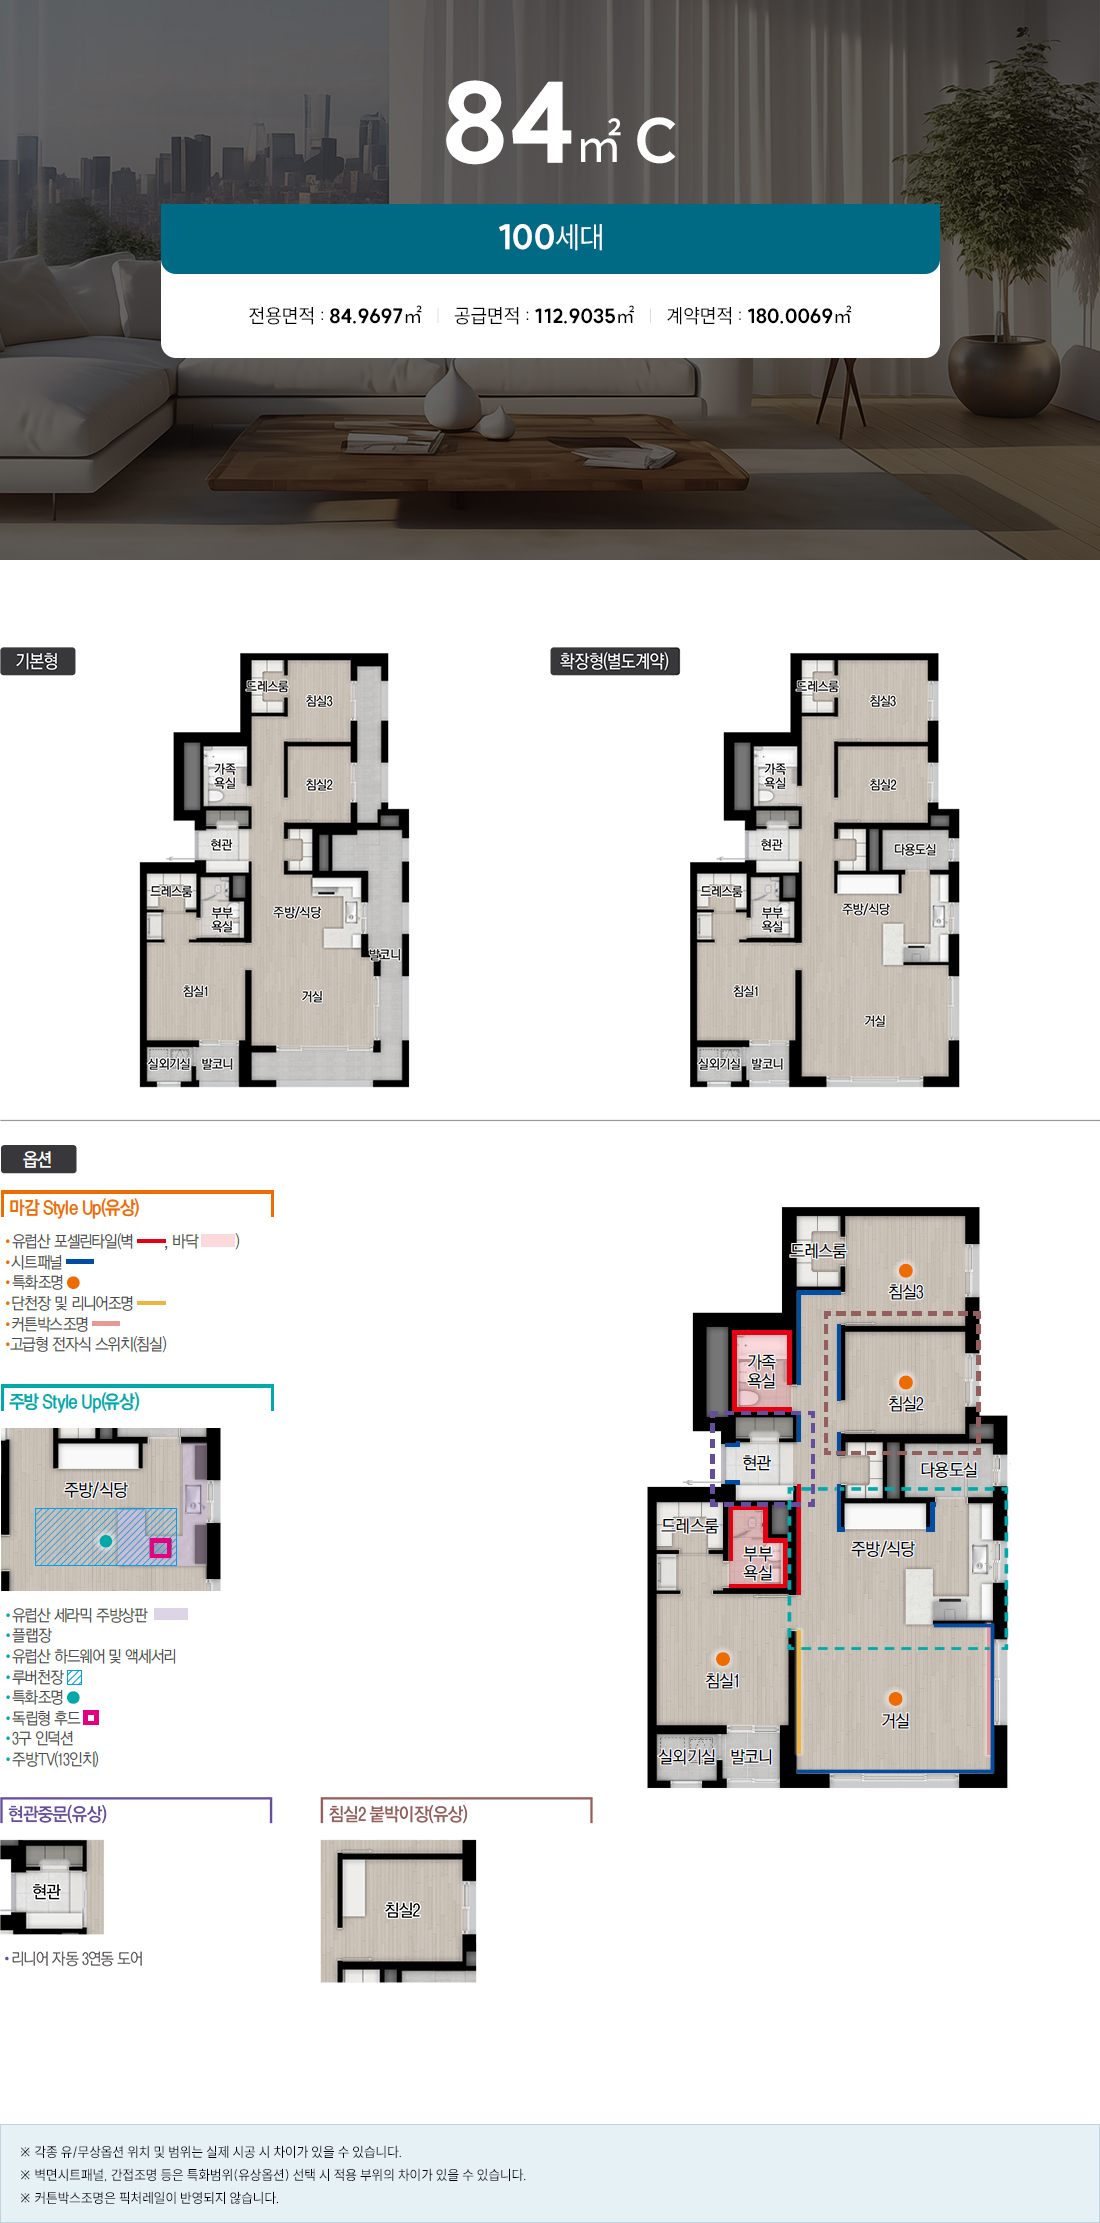 84㎡ C
100세대
전용면적 : 84.9697㎡ 공급면적 : 112.9035㎡ 계약면적 : 180.0069㎡
기본형
드레스룸
침실3
가족
욕실
침실2
현관
드레스룸
부부
욕실
주방/식당
발코니
침실1
거실
실외기실
발코니
확장형(별도계약)
드레스룸
침실3
가족
욕실
침실2
현관
다용도실
드레스룸
부부
욕실
주방/식당
침실1
거실
실외기실
발코니
옵션
마감 Style Up(유상)
•유럽산 포셀린타일(벽 , 바닥 )
•시트패널
•특화조명
•단천장 및 리니어조명
•커튼박스조명
•고급형 전자식 스위치(침실)
주방 Style Up(유상)
주방/식당
•유럽산 세라믹 주방상판
•플랩장
•유럽산 하드웨어 및 액세서리
•루버천장
•특화조명
•독립형 후드
•3구 인덕션
•주방TV(13인치)
현관중문(유상)
현관
•리니어 자동 3연동 도어
침실2 붙박이장(유상)
침실2
드레스룸
침실3
가족
욕실
침실2
현관
다용도실
드레스룸
부부
욕실
주방/식당
침실1
거실
실외기실
발코니
※ 각종 유/무상옵션 위치 및 범위는 실제 시공 시 차이가 있을 수 있습니다.
※ 벽면시트패널, 간접조명 등은 특화범위(유상옵션) 선택 시 적용 부위의 차이가 있을 수 있습니다.
※ 커튼박스조명은 픽처레일이 반영되지 않습니다.